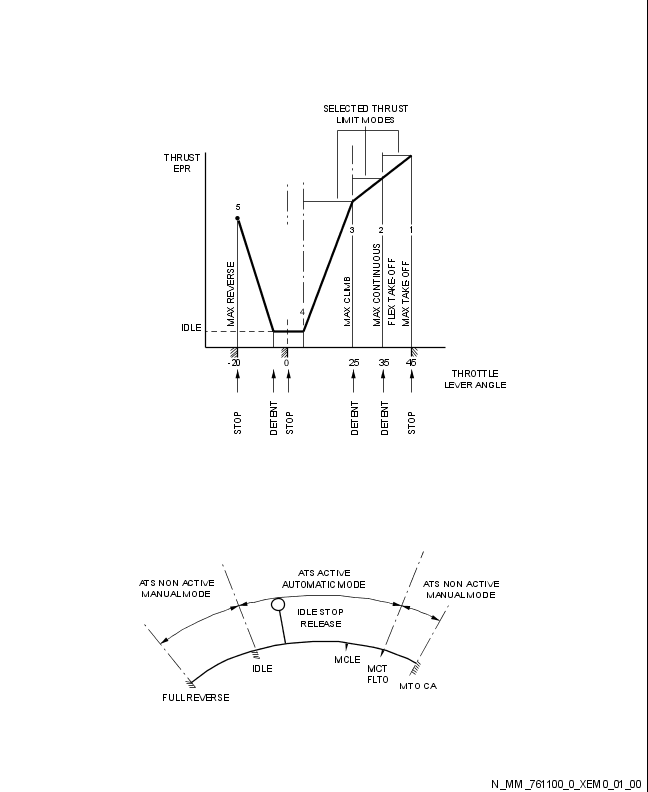 SELECTED THRUST
LIMIT MODES
THRUST
EPR
5
3
2
1
4
MAX REVERSE
MAX CLIMB
MAX CONTINUOUS
FLEX TAKE-OFF
MAX TAKE-OFF
IDLE
-20
0
25
35
45
THROTTLE
LEVER ANGLE
STOP
DETENT
STOP
DETENT
DETENT
STOP
ATS NON ACTIVE
MANUAL MODE
ATS ACTIVE
AUTOMATIC MODE
ATS NON ACTIVE
MANUAL MODE
IDLE STOP
RELEASE
IDLE
MCLE
MCT
FLTO
MTO CA
FULL REVERSE
N_MM_761100_0_XEM0_01_00